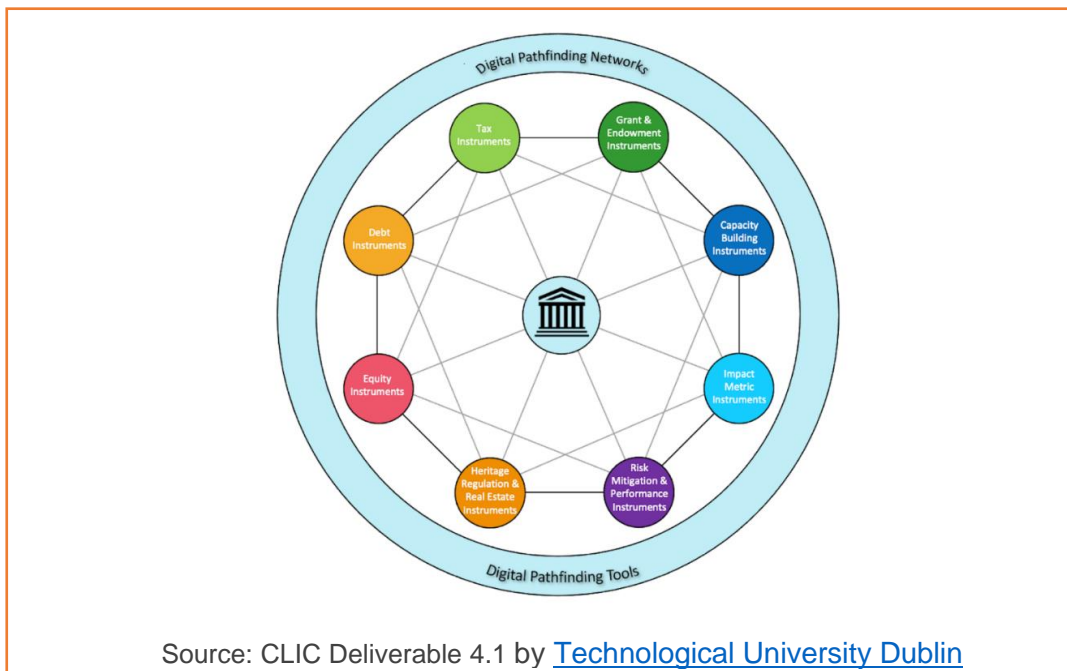 Digital Pathfinding Networks
Tax
Instruments
Grant &
Endowment
Instruments
Debt
Instruments
Capacity
Building
Instruments
Equity
Instruments
Impact
Metric
Instruments
Heritage
Regulation &
Real Estate
Instruments
Risk
Mitigation &
Performance
Instruments
Digital Pathfinding Tools
Source: CLIC Deliverable 4.1 by Technological University Dublin